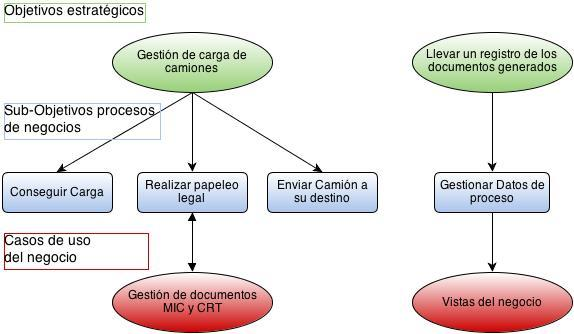 Objetivos estratégicos
Gestión de carga de
camiones
Llevar un registro de los
documentos generados
Sub-Objetivos procesos
de negocios
Conseguir Carga
Realizar papeleo
legal
Enviar Camión a
su destino
Gestionar Datos de
proceso
Casos de uso
del negocio
Gestión de documentos
MIC y CRT
Vistas del negocio